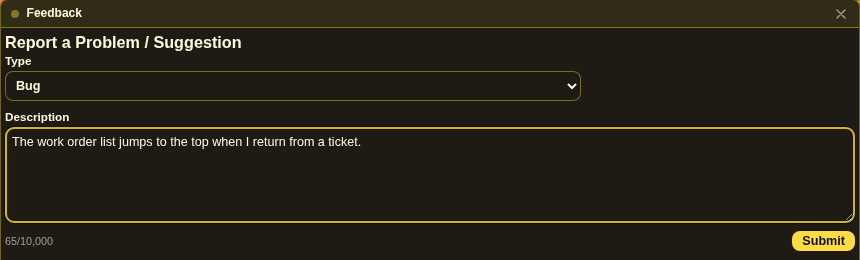 Feedback
Report a Problem / Suggestion
Type
Bug
Description
The work order list jumps to the top when I return from a ticket.
65/10,000
Submit